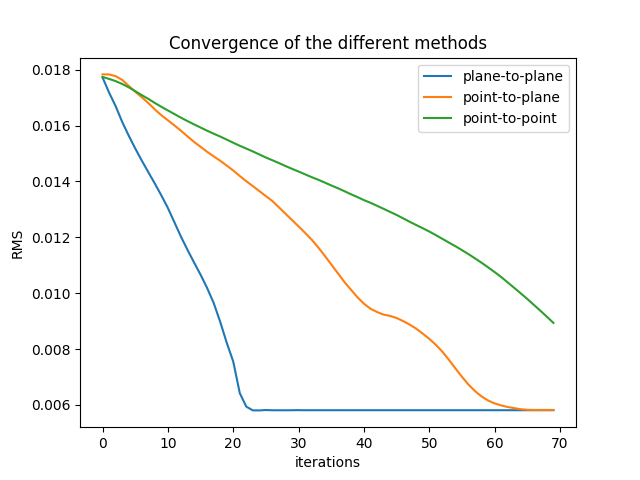 Convergence of the different methods
plane-to-plane
point-to-plane
point-to-point
0.018
0.016
0.014
0.012
0.010
0.008
0.006
RMS
0 10 20 30 40 50 60 70
iterations